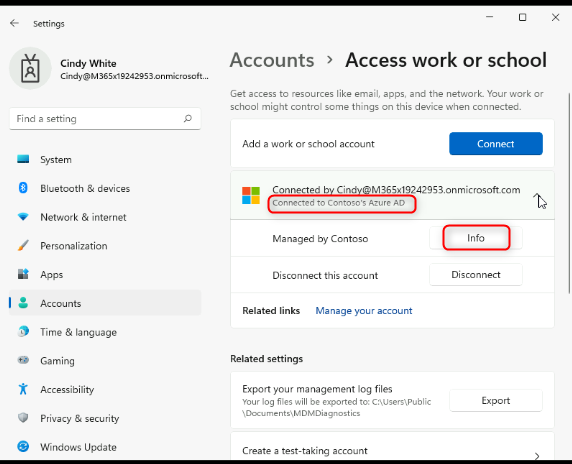 Settings
Cindy White
Cindy@M365x19242953.onmicrosoft...
Find a setting
System
Bluetooth & devices
Network & internet
Personalization
Apps
Accounts
Time & language
Gaming
Accessibility
Privacy & security
Windows Update
Accounts > Access work or school
Get access to resources like email, apps, and the network. Your work or
school might control some things on this device when connected.
Add a work or school account
Connect
Connected by Cindy@M365x19242953.onmicrosoft.com
Connected to Contoso's Azure AD
Managed by Contoso
Info
Disconnect this account
Disconnect
Related links
Manage your account
Related settings
Export your management log files
Your log files will be exported to: C:\Users\Public
\Documents\MDMDiagnostics
Export
Create a test-taking account